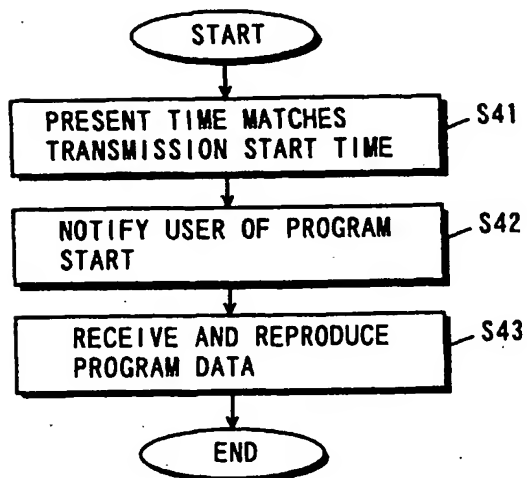 START
PRESENT TIME MATCHES
TRANSMISSION START TIME
S41
NOTIFY USER OF PROGRAM
START
S42
RECEIVE AND REPRODUCE
PROGRAM DATA
S43
END